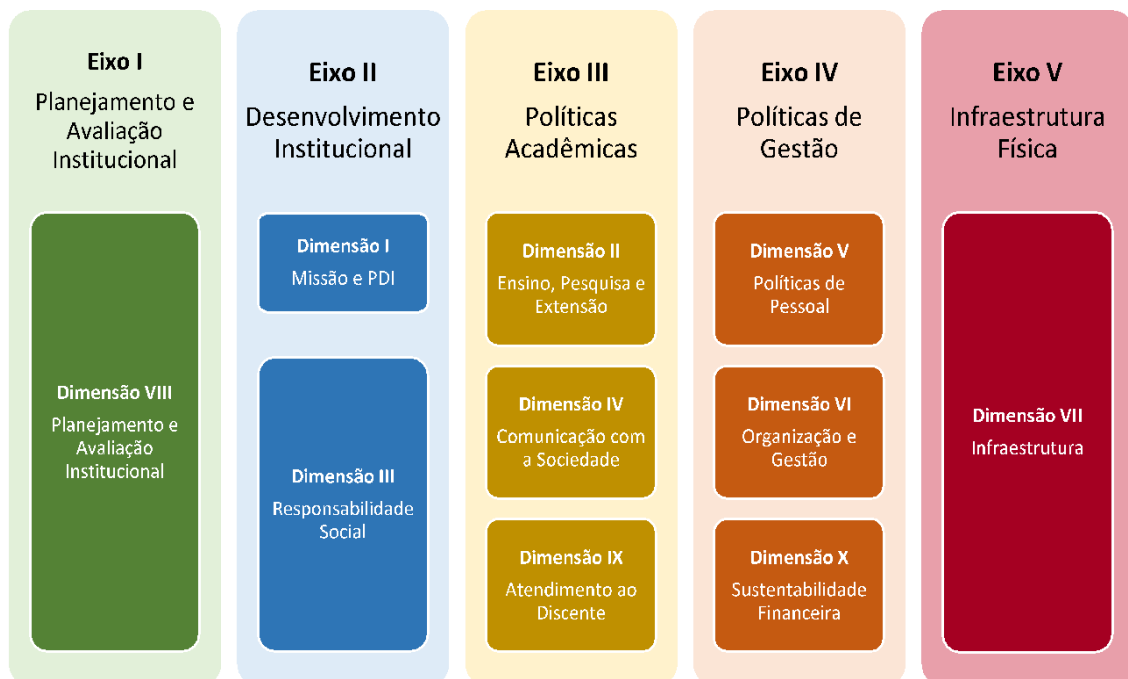 Eixo I
Planejamento e
Avaliação
Institucional
Dimensão VIII
Planejamento e
Avaliação
Institucional
Eixo II
Desenvolvimento
Institucional
Dimensão I
Missão e PDI
Dimensão III
Responsabilidade
Social
Eixo III
Políticas
Acadêmicas
Dimensão II
Ensino, Pesquisa e
Extensão
Dimensão IV
Comunicação com
a Sociedade
Dimensão IX
Atendimento ao
Discente
Eixo IV
Políticas de
Gestão
Dimensão V
Políticas de
Pessoal
Dimensão VI
Organização e
Gestão
Dimensão X
Sustentabilidade
Financeira
Eixo V
Infraestrutura
Física
Dimensão VII
Infraestrutura